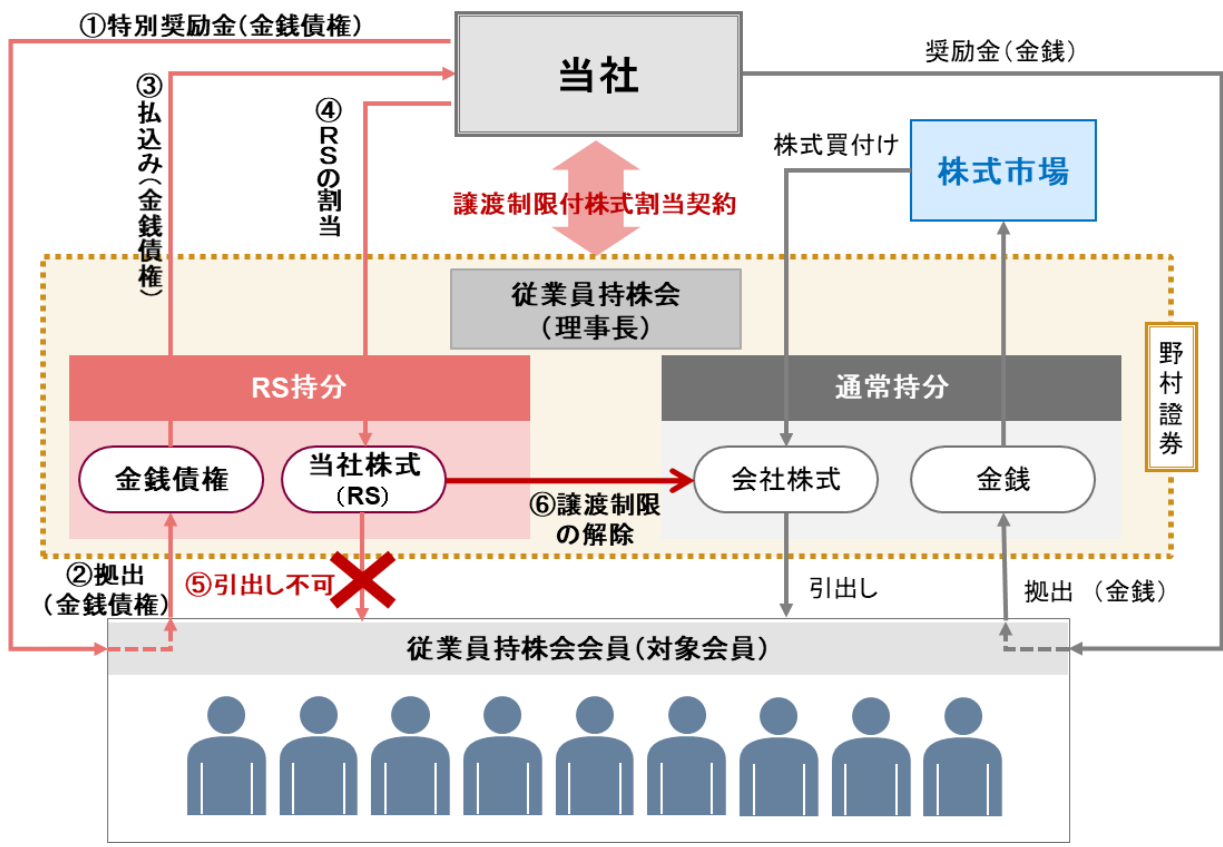 ①特別奨励金(金銭債権)
当社
奨励金(金銭)
③払込み(金銭債権)
④RSの割当
株式買付け
株式市場
譲渡制限付株式割当契約
従業員持株会
(理事長)
野村證券
RS持分
通常持分
金銭債権
当社株式
(RS)
会社株式
金銭
⑥譲渡制限
の解除
②拠出
(金銭債権)
⑤引出し不可
引出し
拠出 (金銭)
従業員持株会会員(対象会員)